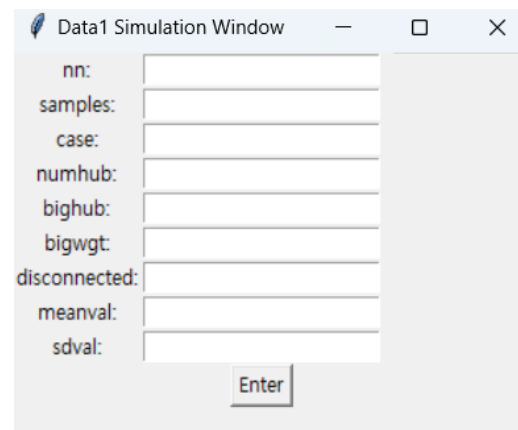 Data1 Simulation Window
nn:
samples:
case:
numhub:
bighub:
bigwgt:
disconnected:
meanval:
sdval:
Enter